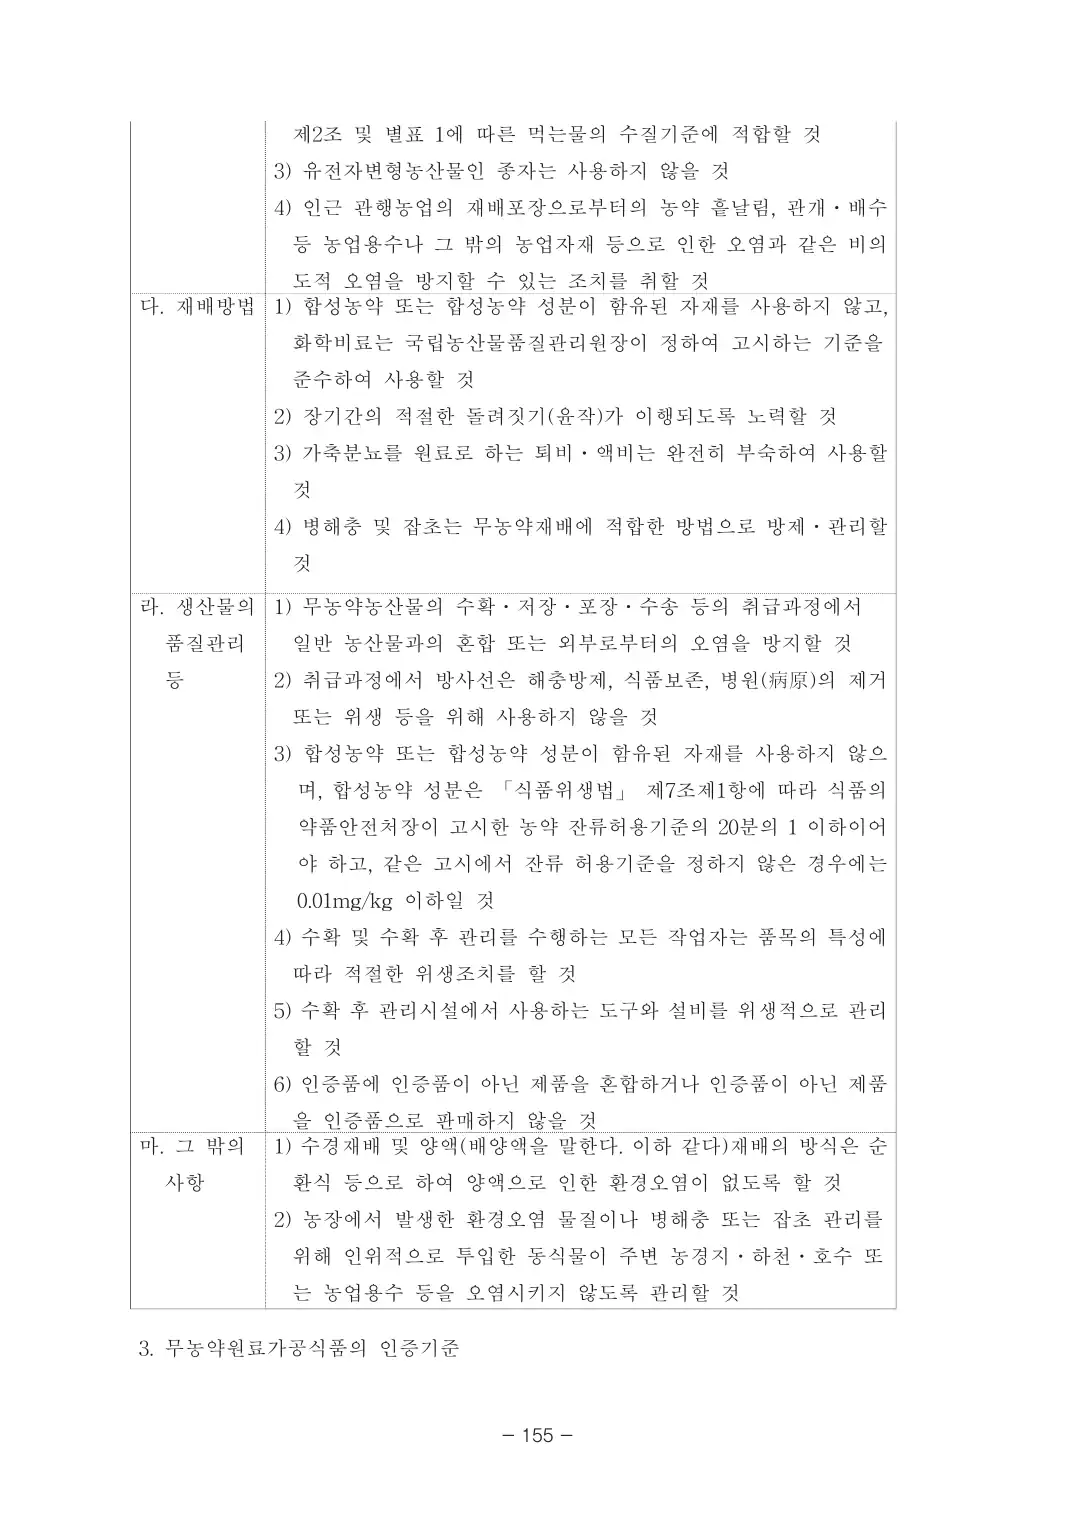 제2조 및 별표 1에 따른 먹는물의 수질기준에 적합할 것
3) 유전자변형농산물인 종자는 사용하지 않을 것
4) 인근 관행농업의 재배포장으로부터의 농약 흩날림, 관개・배수
등 농업용수나 그 밖의 농업자재 등으로 인한 오염과 같은 비의
도적 오염을 방지할 수 있는 조치를 취할 것
다. 재배방법
1) 합성농약 또는 합성농약 성분이 함유된 자재를 사용하지 않고,
화학비료는 국립농산물품질관리원장이 정하여 고시하는 기준을
준수하여 사용할 것
2) 장기간의 적절한 돌려짓기(윤작)가 이행되도록 노력할 것
3) 가축분뇨를 원료로 하는 퇴비・액비는 완전히 부숙하여 사용할
것
4) 병해충 및 잡초는 무농약재배에 적합한 방법으로 방제・관리할
것
라. 생산물의
품질관리
등
1) 무농약농산물의 수확・저장・포장・수송 등의 취급과정에서
일반 농산물과의 혼합 또는 외부로부터의 오염을 방지할 것
2) 취급과정에서 방사선은 해충방제, 식품보존, 병원(病原)의 제거
또는 위생 등을 위해 사용하지 않을 것
3) 합성농약 또는 합성농약 성분이 함유된 자재를 사용하지 않으
며, 합성농약 성분은 「식품위생법」 제7조제1항에 따라 식품의
약품안전처장이 고시한 농약 잔류허용기준의 20분의 1 이하이어
야 하고, 같은 고시에서 잔류 허용기준을 정하지 않은 경우에는
0.01mg/kg 이하일 것
4) 수확 및 수확 후 관리를 수행하는 모든 작업자는 품목의 특성에
따라 적절한 위생조치를 할 것
5) 수확 후 관리시설에서 사용하는 도구와 설비를 위생적으로 관리
할 것
6) 인증품에 인증품이 아닌 제품을 혼합하거나 인증품이 아닌 제품
을 인증품으로 판매하지 않을 것
마. 그 밖의
사항
1) 수경재배 및 양액(배양액을 말한다. 이하 같다)재배의 방식은 순
환식 등으로 하여 양액으로 인한 환경오염이 없도록 할 것
2) 농장에서 발생한 환경오염 물질이나 병해충 또는 잡초 관리를
위해 인위적으로 투입한 동식물이 주변 농경지・하천・호수 또
는 농업용수 등을 오염시키지 않도록 관리할 것
3. 무농약원료가공식품의 인증기준
- 155 -